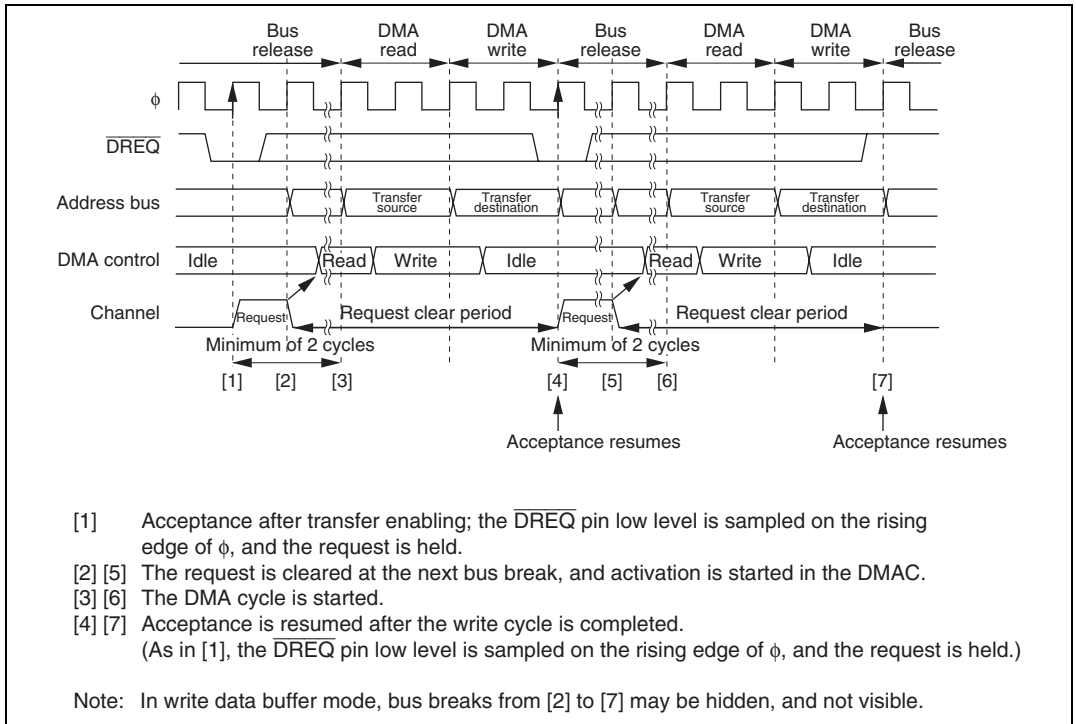 Bus release DMA read DMA write Bus release DMA read DMA write Bus release
φ
DREQ
Address bus Transfer source Transfer destination Transfer source Transfer destination
DMA control Idle Read Write Idle Read Write Idle
Channel Request Request clear period Request Request clear period
Minimum of 2 cycles Minimum of 2 cycles
[1] [2] [3] [4] [5] [6] [7]
Acceptance resumes Acceptance resumes
[1] Acceptance after transfer enabling; the DREQ pin low level is sampled on the rising
edge of φ, and the request is held.
[2] [5] The request is cleared at the next bus break, and activation is started in the DMAC.
[3] [6] The DMA cycle is started.
[4] [7] Acceptance is resumed after the write cycle is completed.
(As in [1], the DREQ pin low level is sampled on the rising edge of φ, and the request is held.)
Note: In write data buffer mode, bus breaks from [2] to [7] may be hidden, and not visible.